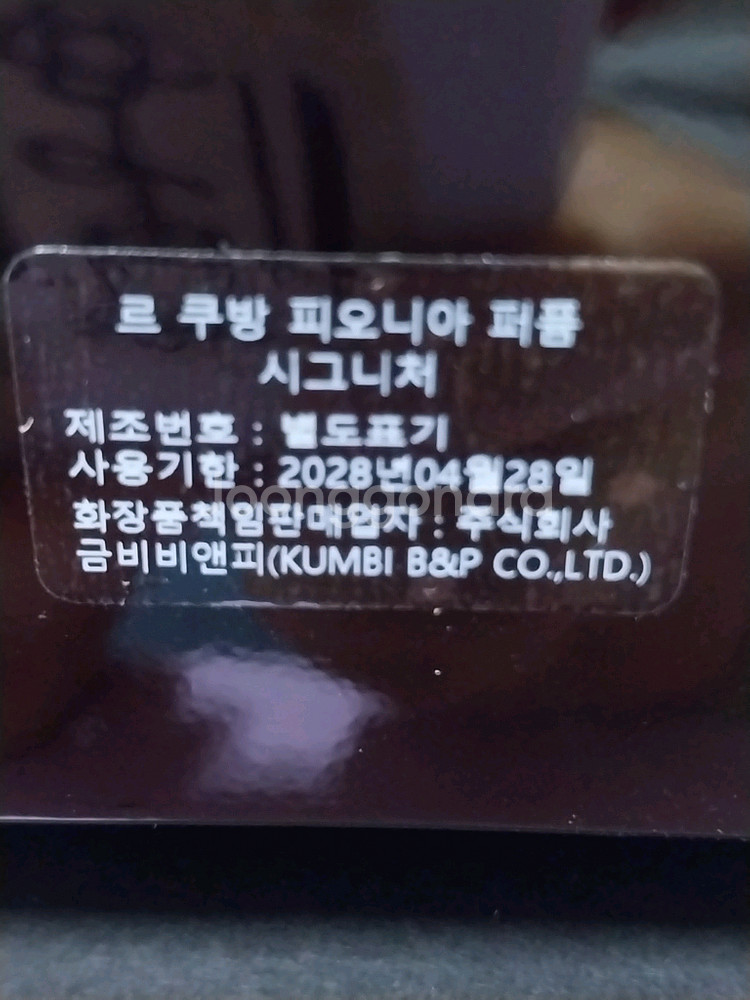 르 쿠방 피오니아 퍼퓸
시그니처
제조번호 : 별도표기
사용기한 : 2028년04월28일
joonggonara
화장품책임판매업자 : 주식회사
금비비앤피(KUMBI B&P CO.,LTD.)